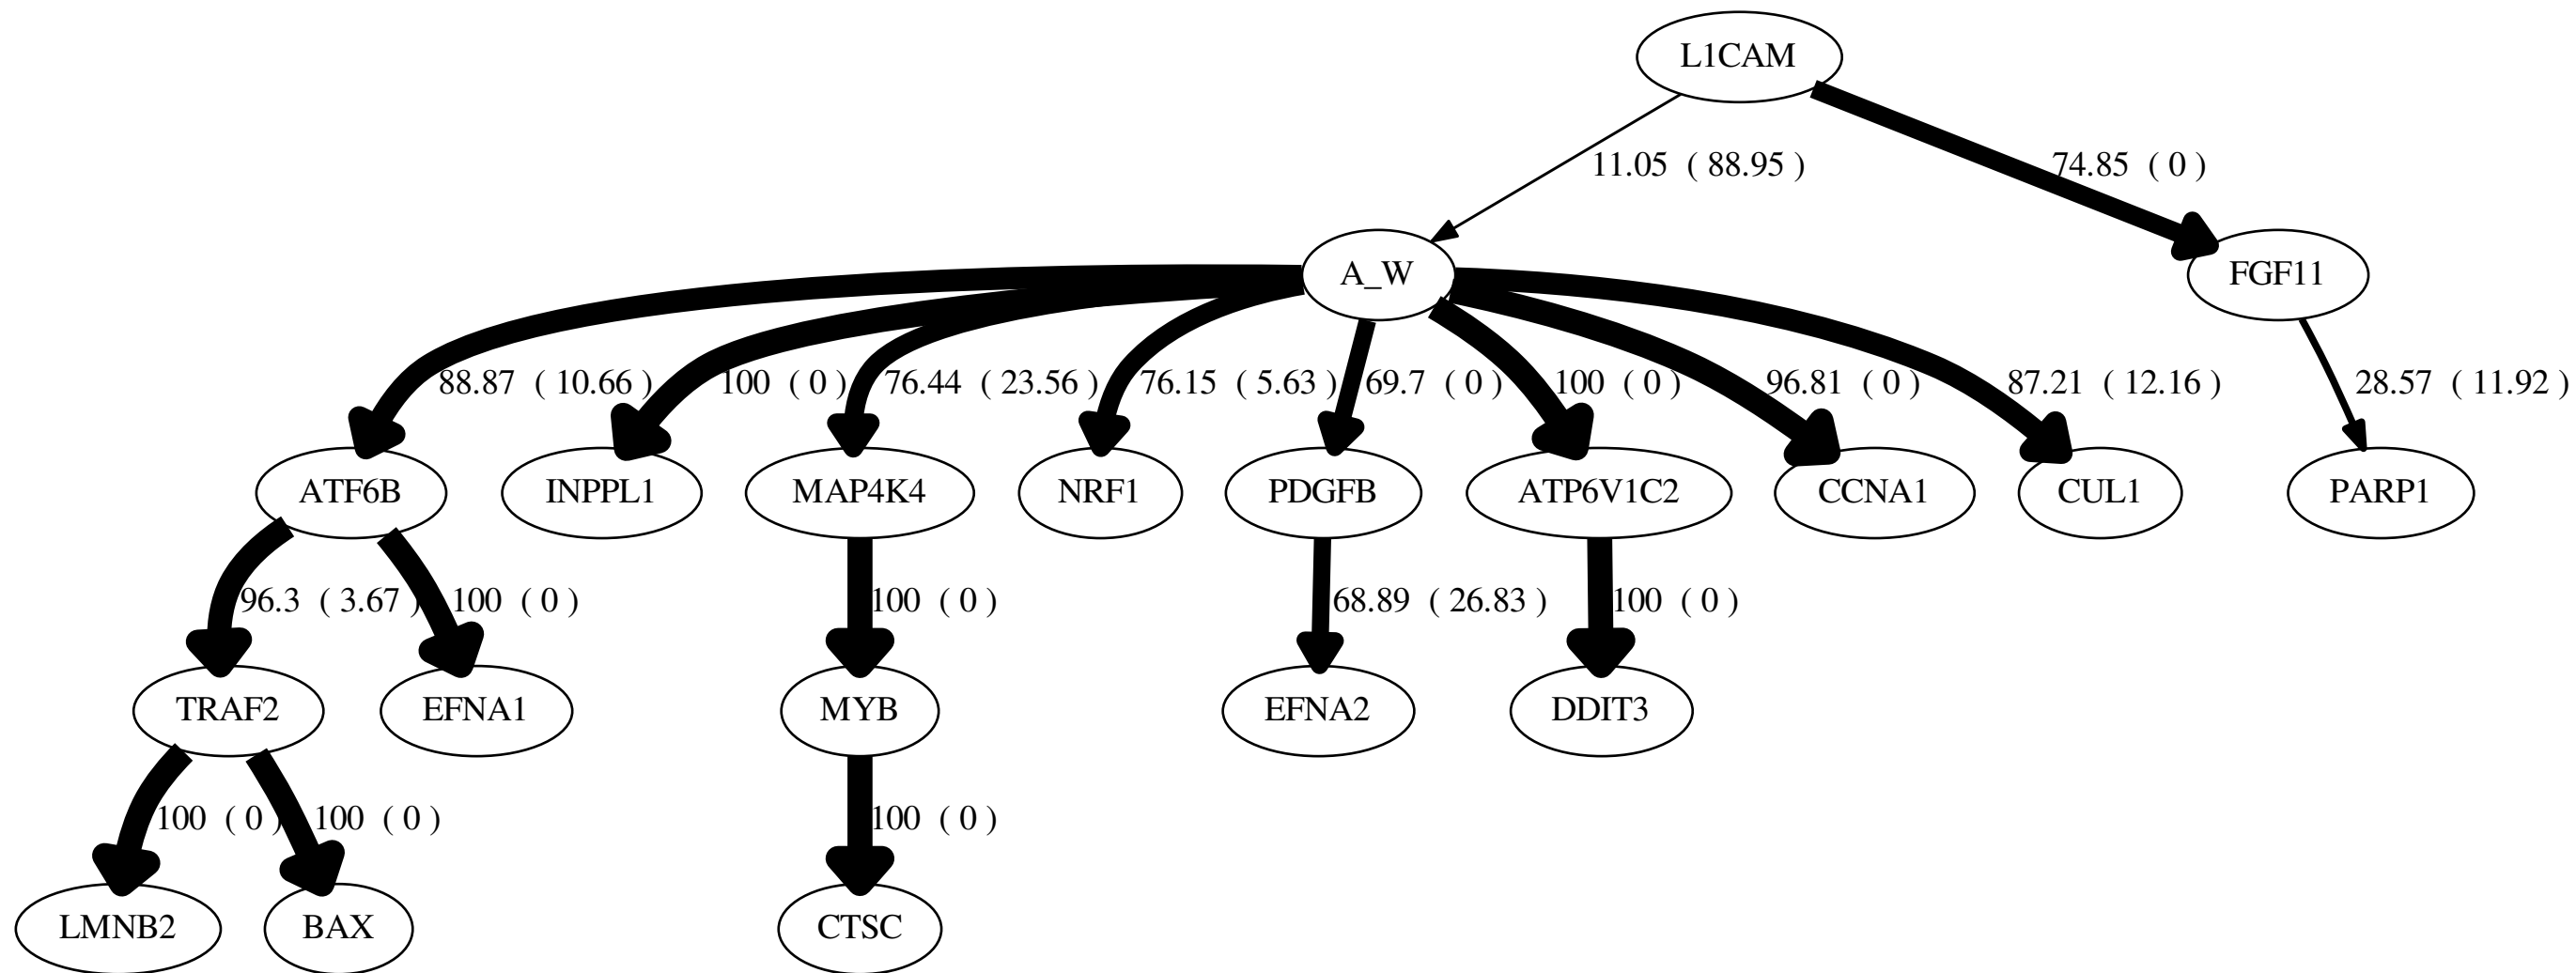 L1CAM
11.05 ( 88.95 )
74.85 ( 0 )
A_W
FGF11
88.87 ( 10.66 )
100 ( 0 )
76.44 ( 23.56 )
76.15 ( 5.63 )
69.7 ( 0 )
100 ( 0 )
96.81 ( 0 )
87.21 ( 12.16 )
28.57 ( 11.92 )
ATF6B
INPPL1
MAP4K4
NRF1
PDGFB
ATP6V1C2
CCNA1
CUL1
PARP1
96.3 ( 3.67 )
100 ( 0 )
100 ( 0 )
68.89 ( 26.83 )
100 ( 0 )
TRAF2
EFNA1
MYB
EFNA2
DDIT3
100 ( 0 )
100 ( 0 )
100 ( 0 )
LMNB2
BAX
CTSC